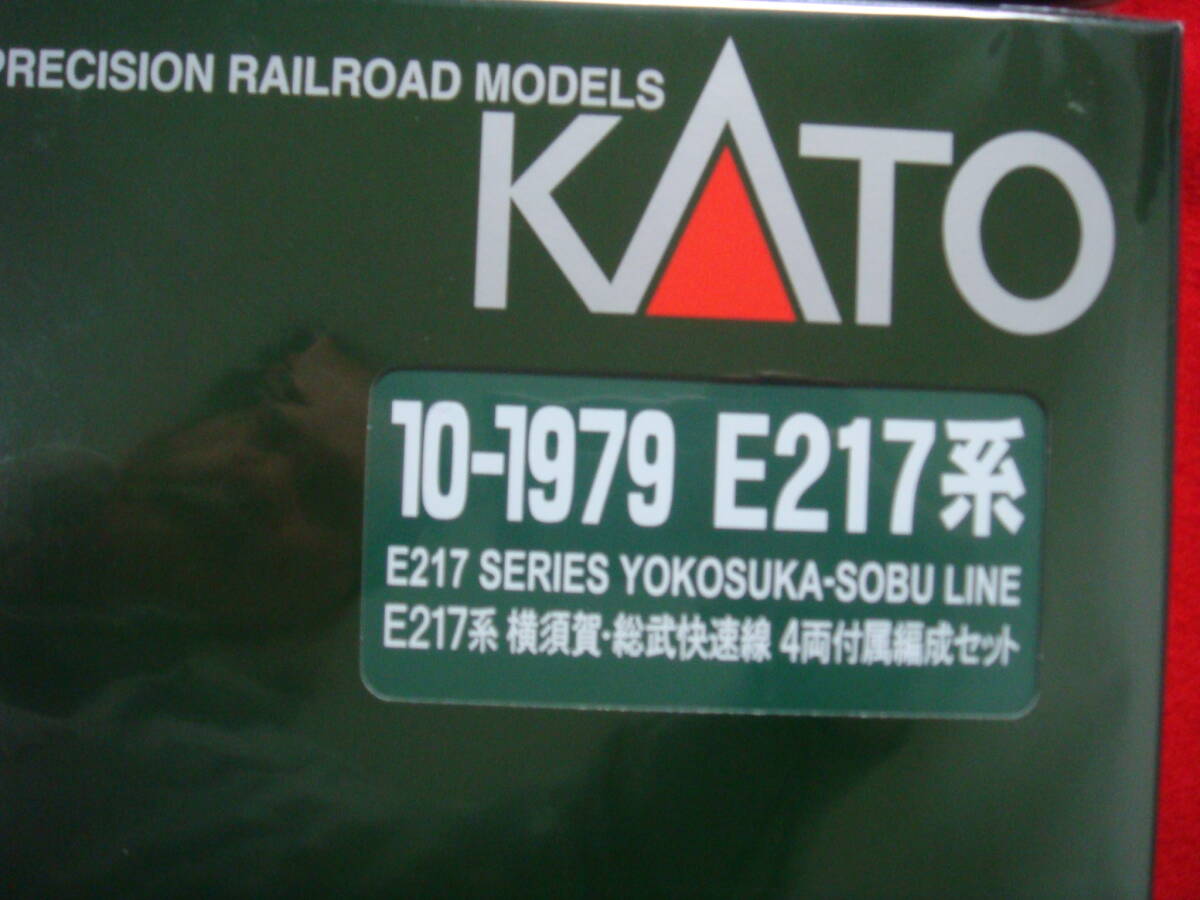 PRECISION RAILROAD MODELS
KATO
10-1979 E217系
E217 SERIES YOKOSUKA-SOBU LINE
E217系 横須賀・総武快速線 4両付属編成セット